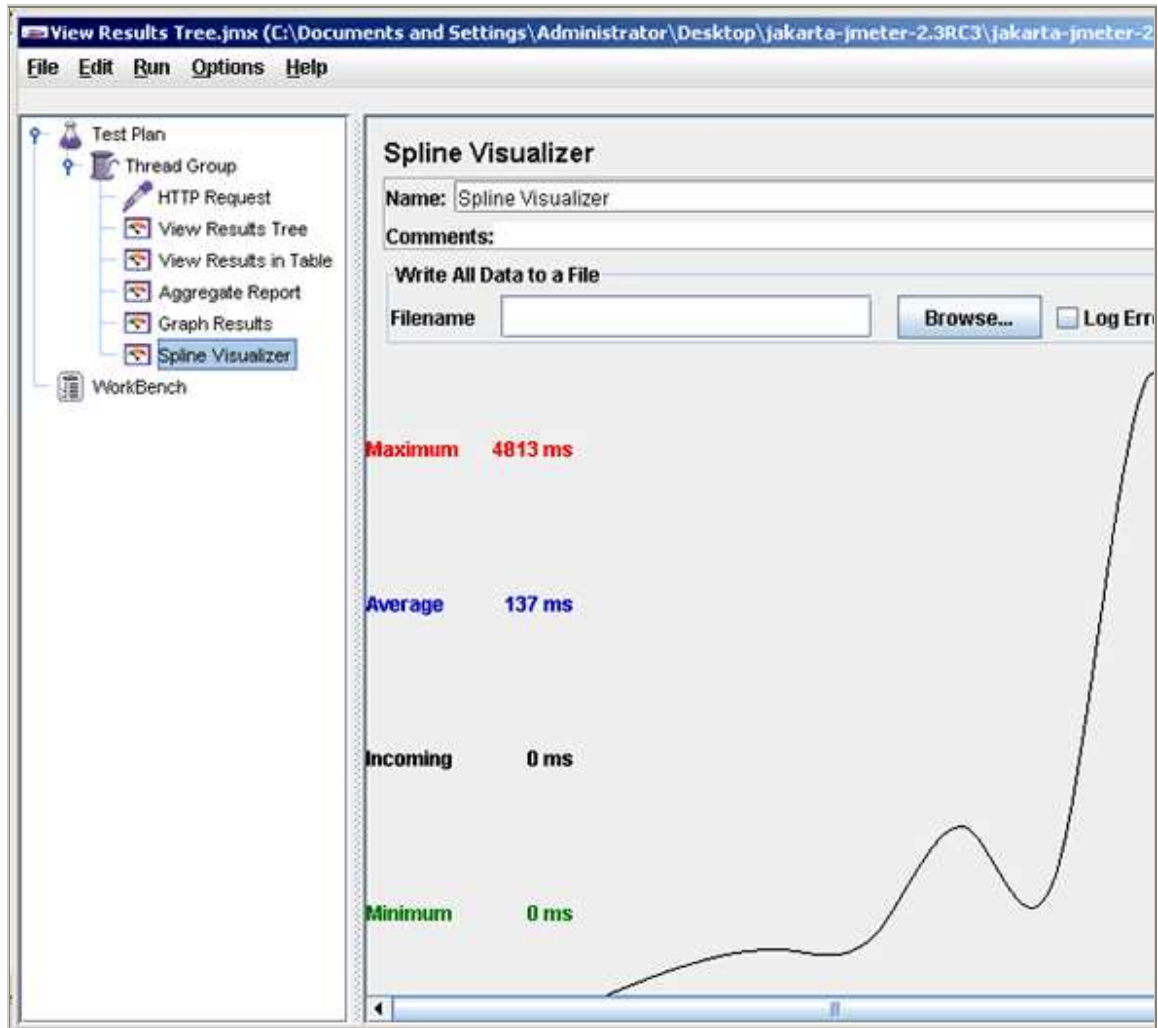 View Results Tree.jmx (C:\Documents and Settings\Administrator\Desktop\jakarta-jmeter-2.3RC3\jakarta-jmeter-2
File Edit Run Options Help
Test Plan
Thread Group
HTTP Request
View Results Tree
View Results in Table
Aggregate Report
Graph Results
Spline Visualizer
WorkBench
Spline Visualizer
Name: Spline Visualizer
Comments:
Write All Data to a File
Filename Browse... Log Erro
Maximum 4813 ms
Average 137 ms
Incoming 0 ms
Minimum 0 ms